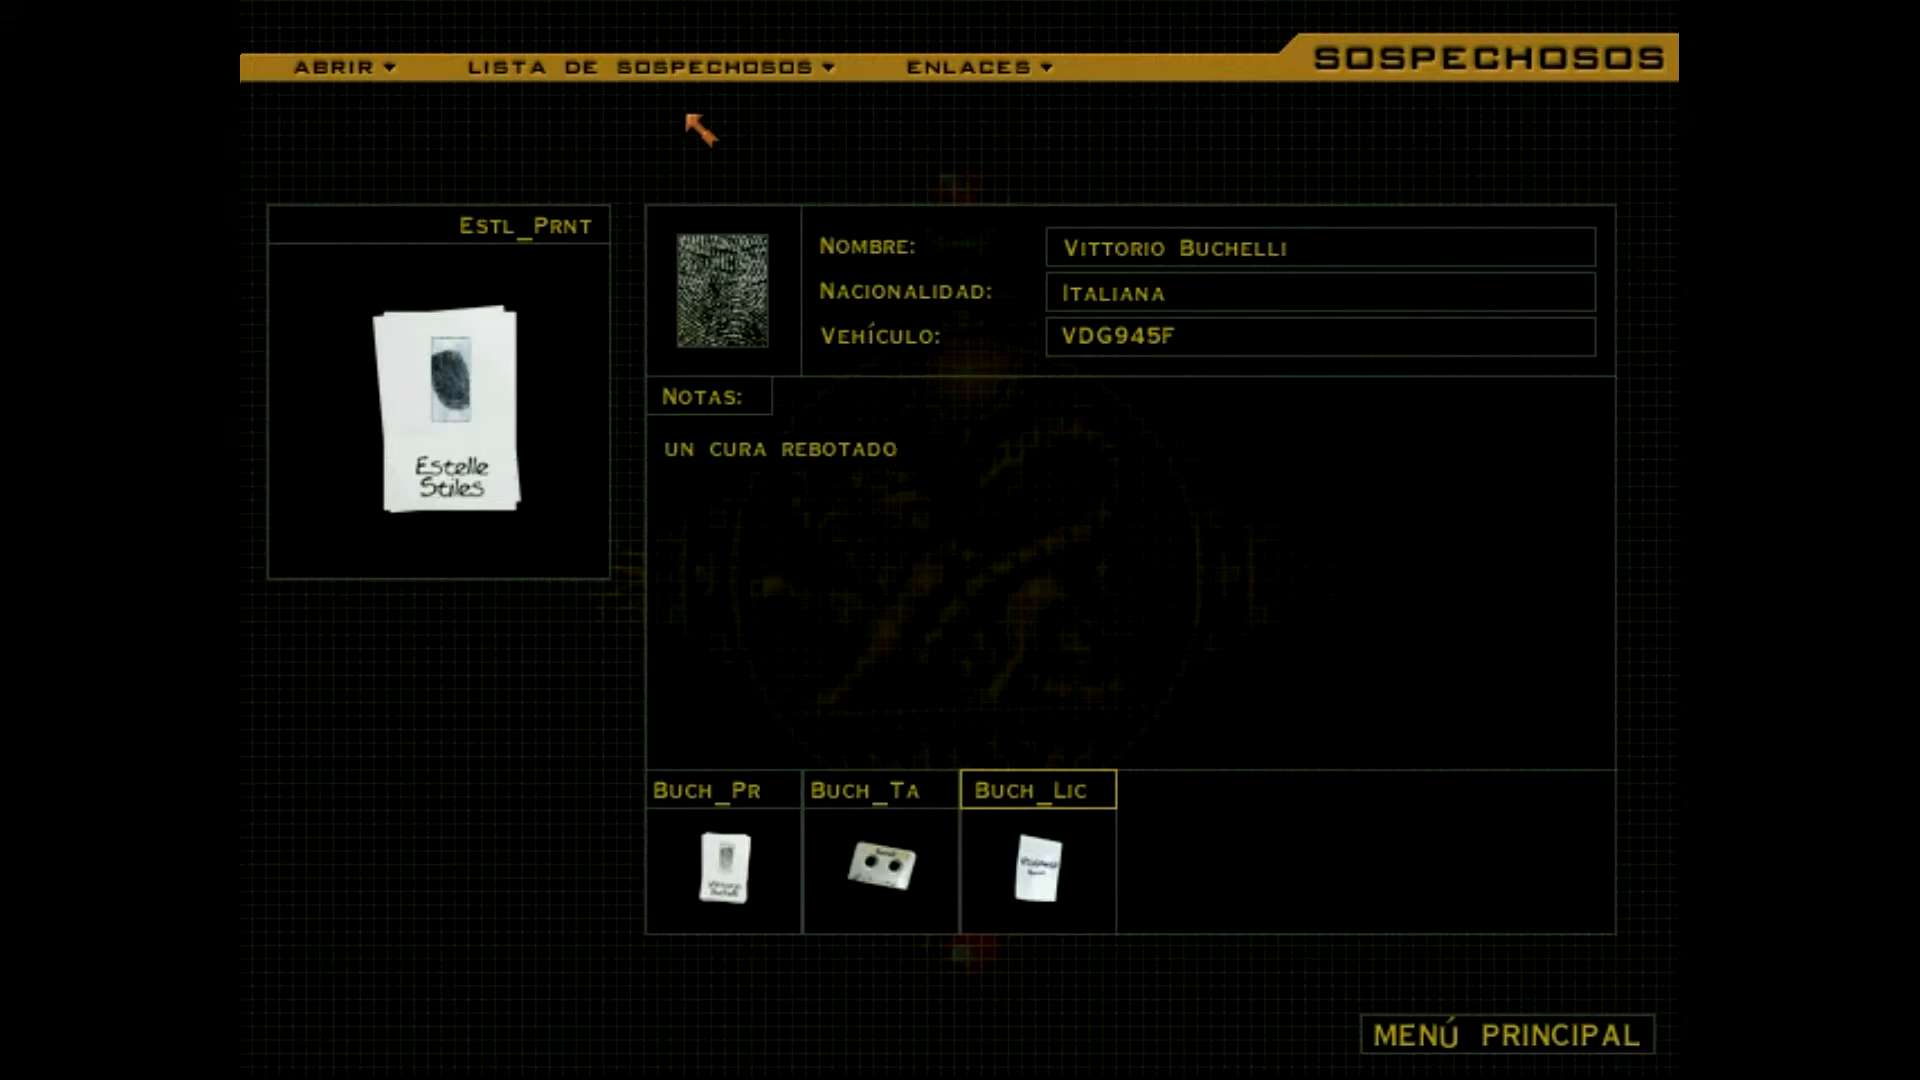 ABRIR
LISTA DE SOSPECHOSOS
ENLACES
SOSPECHOSOS
ESTL_PRNT
Estelle
Stiles
NOMBRE:
VITTORIO BUCHELLI
NACIONALIDAD:
ITALIANA
VEHÍCULO:
VDG945F
NOTAS:
UN CURA REBOTADO
BUCH_PR
BUCH_TA
BUCH_LIC
MENÚ PRINCIPAL